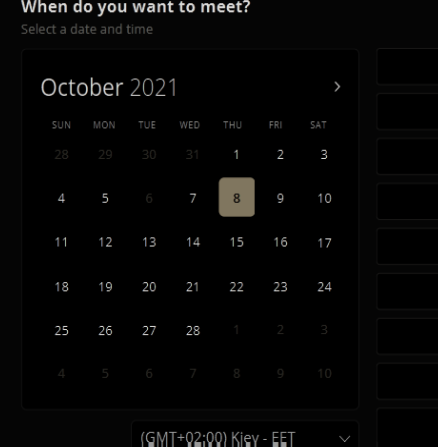 When do you want to meet?
Select a date and time
October 2021
SUN MON TUE WED THU FRI SAT
28 29 30 31 1 2 3
4 5 6 7 8 9 10
11 12 13 14 15 16 17
18 19 20 21 22 23 24
25 26 27 28 1 2 3
4 5 6 7 8 9 10
(GMT+02:00) Kiev - EET